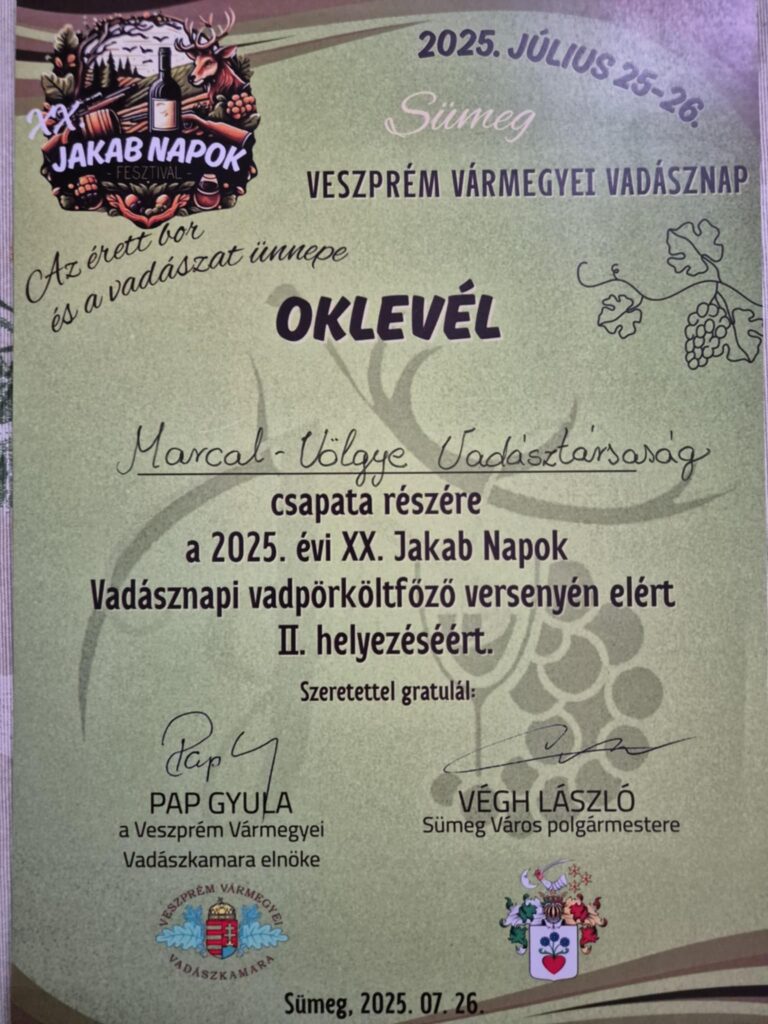 2025. JÚLIUS 25-26.
XX
JAKAB NAPOK
- FESZTIVÁL -
Sümeg
VESZPRÉM VÁRMEGYEI VADÁSZNAP
Az érett bor
és a vadászat ünnepe
OKLEVÉL
Marcal-Völgye Vadásztársaság
csapata részére
a 2025. évi XX. Jakab Napok
Vadásznapi vadpörköltfőző versenyén elért
II. helyezéséért.
Szeretettel gratulál:
Pap Gy
PAP GYULA
a Veszprém Vármegyei
Vadászkamara elnöke
VÉGH LÁSZLÓ
Sümeg Város polgármestere
VESZPRÉM VÁRMEGYEI
VADÁSZKAMARA
Sümeg, 2025. 07. 26.